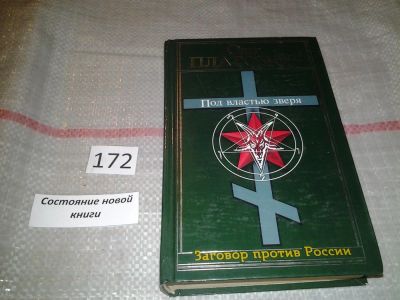 Под властью зверя
172
Состояние новой
книги
Заговор против России